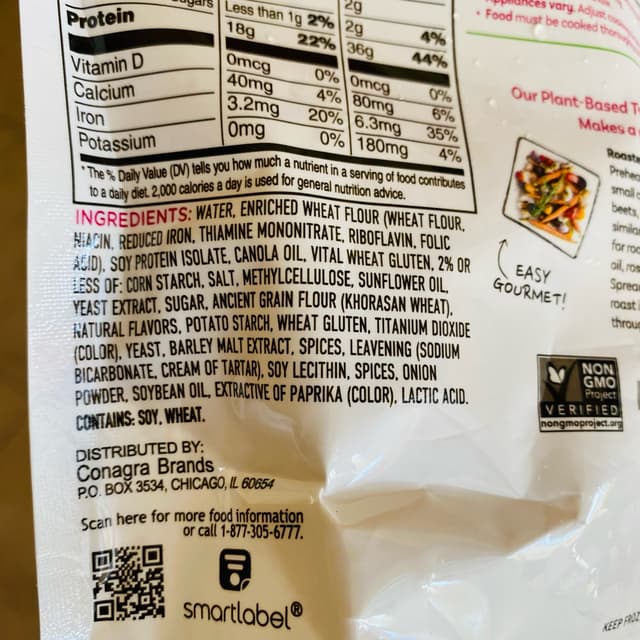 Less than 1g 2% 2g 4%
Protein 18g 22% 36g 44%
Vitamin D 0mcg 0% 0mcg 0%
Calcium 40mg 4% 80mg 6%
Iron 3.2mg 20% 6.3mg 35%
Potassium 0mg 0% 180mg 4%
*The % Daily Value (DV) tells you how much a nutrient in a serving of food contributes
to a daily diet. 2,000 calories a day is used for general nutrition advice.
INGREDIENTS: WATER, ENRICHED WHEAT FLOUR (WHEAT FLOUR,
NIACIN, REDUCED IRON, THIAMINE MONONITRATE, RIBOFLAVIN, FOLIC
ACID), SOY PROTEIN ISOLATE, CANOLA OIL, VITAL WHEAT GLUTEN, 2% OR
LESS OF: CORN STARCH, SALT, METHYLCELLULOSE, SUNFLOWER OIL,
YEAST EXTRACT, SUGAR, ANCIENT GRAIN FLOUR (KHORASAN WHEAT),
NATURAL FLAVORS, POTATO STARCH, WHEAT GLUTEN, TITANIUM DIOXIDE
(COLOR), YEAST, BARLEY MALT EXTRACT, SPICES, LEAVENING (SODIUM
BICARBONATE, CREAM OF TARTAR), SOY LECITHIN, SPICES, ONION
POWDER, SOYBEAN OIL, EXTRACTIVE OF PAPRIKA (COLOR), LACTIC ACID.
CONTAINS: SOY, WHEAT.
DISTRIBUTED BY:
Conagra Brands
P.O. BOX 3534, CHICAGO, IL 60654
Scan here for more food information
or call 1-877-305-6777.
smartlabel®
vary. Adjust
• Food must be cooked
Our Plant-Based
Makes a
small
beets,
for
oil,
roast
EASY
GOURMET!
NON
GMO
Project
VERIFIED
nongmoproject.org
KEEP